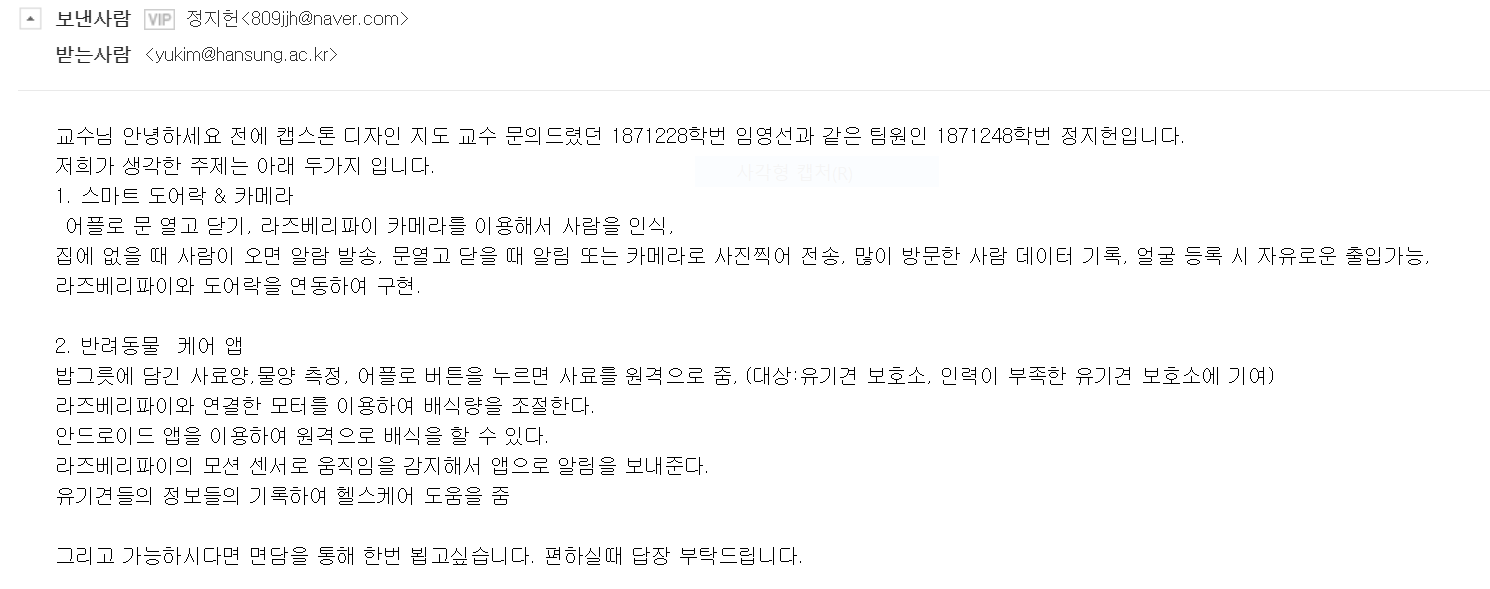 보낸사람 VIP 정지헌<809jjh@naver.com>
받는사람 <yukim@hansung.ac.kr>
교수님 안녕하세요 전에 캡스톤 디자인 지도 교수 문의드렸던 1871228학번 임영선과 같은 팀원인 1871248학번 정지헌입니다.
저희가 생각한 주제는 아래 두가지 입니다.
사각형 캡처(R)
1. 스마트 도어락 & 카메라
어플로 문 열고 닫기, 라즈베리파이 카메라를 이용해서 사람을 인식,
집에 없을 때 사람이 오면 알람 발송, 문열고 닫을 때 알림 또는 카메라로 사진찍어 전송, 많이 방문한 사람 데이터 기록, 얼굴 등록 시 자유로운 출입가능,
라즈베리파이와 도어락을 연동하여 구현.
2. 반려동물  케어 앱
밥그릇에 담긴 사료양,물양 측정, 어플로 버튼을 누르면 사료를 원격으로 줌, (대상:유기견 보호소, 인력이 부족한 유기견 보호소에 기여)
라즈베리파이와 연결한 모터를 이용하여 배식량을 조절한다.
안드로이드 앱을 이용하여 원격으로 배식을 할 수 있다.
라즈베리파이의 모션 센서로 움직임을 감지해서 앱으로 알림을 보내준다.
유기견들의 정보들의 기록하여 헬스케어 도움을 줌
그리고 가능하시다면 면담을 통해 한번 뵙고싶습니다. 편하실때 답장 부탁드립니다.